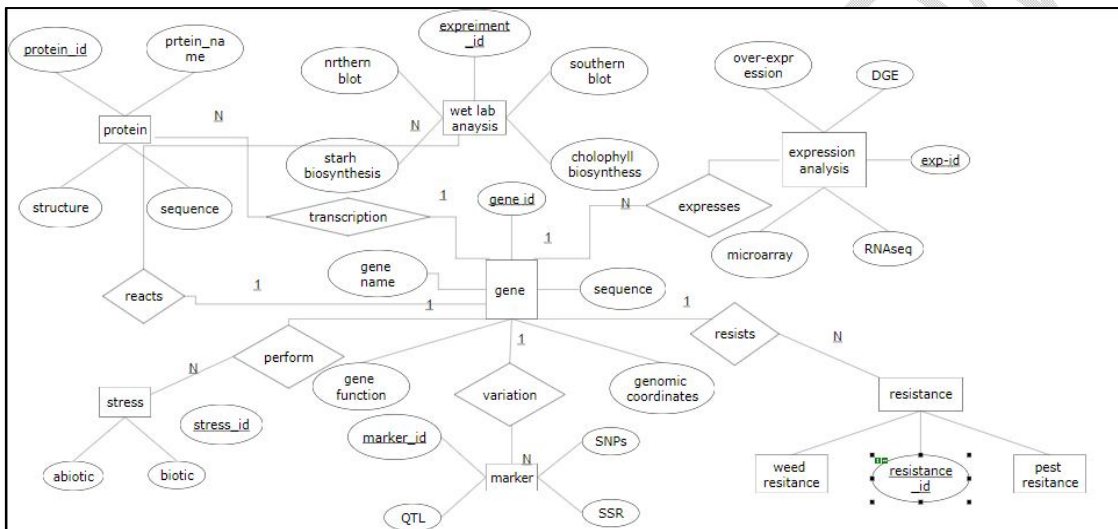 expreiment
_id
protein_id
prtein_na
me
nrthern
blot
southern
blot
over-expr
ession
DGE
N
wet lab
anaysis
protein
N
starh
biosynthesis
cholophyll
biosynthess
expression
analysis
exp-id
structure
sequence
1
gene id
transcription
N
expresses
1
microarray
RNAseq
gene
name
gene
sequence
reacts
1
1
1
resists
N
perform
1
N
gene
function
variation
genomic
coordinates
stress
stress_id
resistance
marker_id
SNPs
abiotic
biotic
N
marker
weed
resitance
resistance
_id
pest
resitance
QTL
SSR